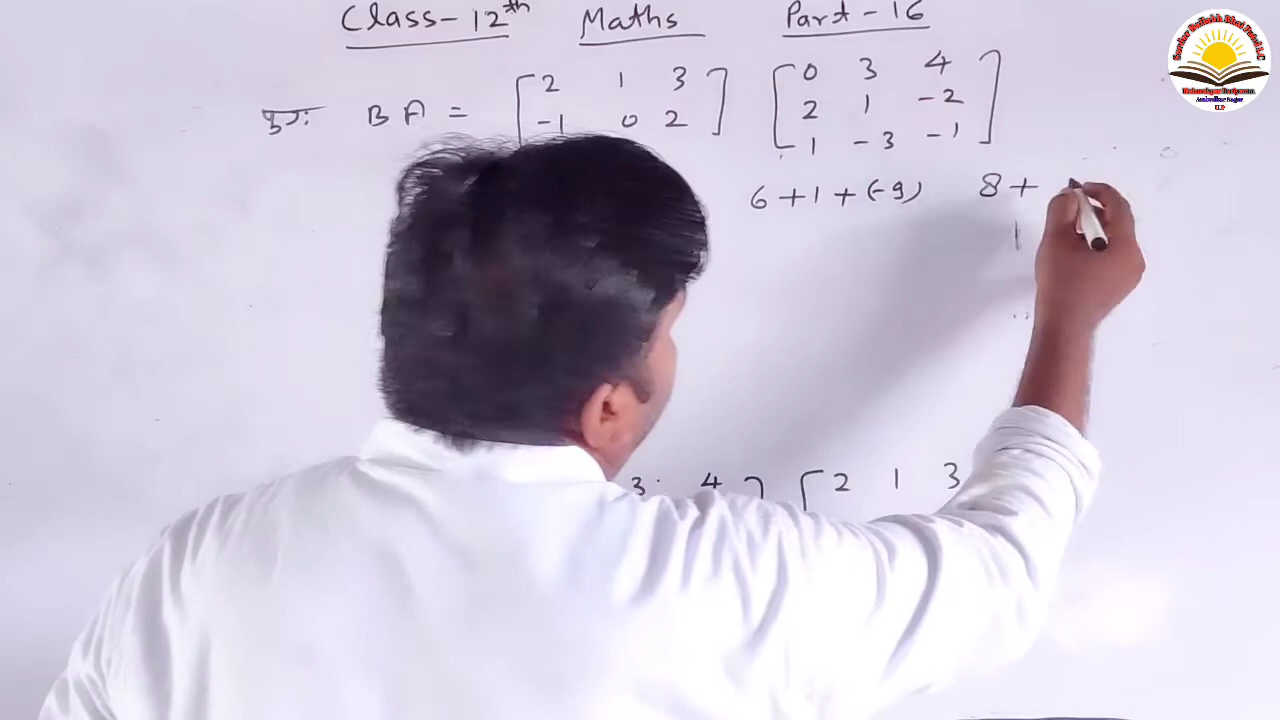 Class-12th Maths Part-16
पुनः BA = [2 1 3] [0 3 4]
-1 0 2 2 1 -2
1 -3 -1
6+1+(-9) 8+
1
3 4] [2 1 3